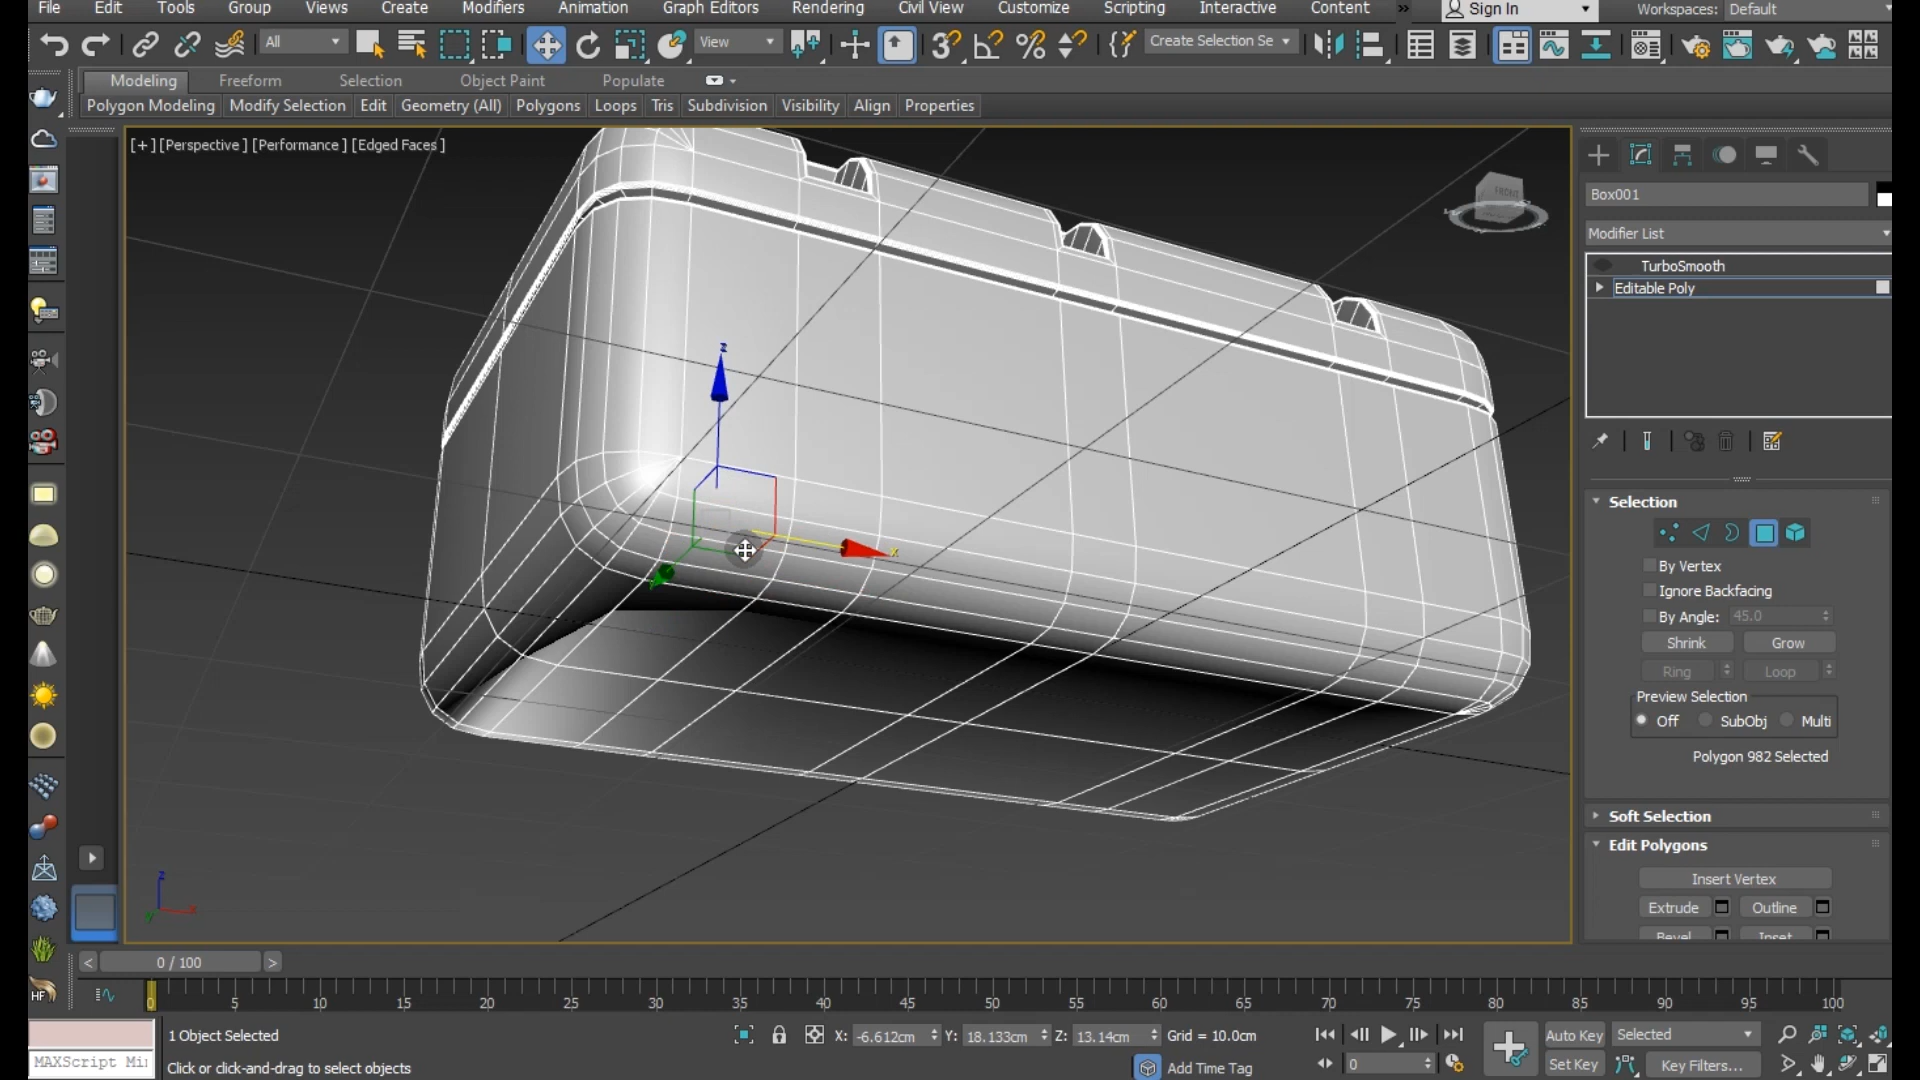 File Edit Tools Group Views Create Modifiers Animation Graph Editors Rendering Civil View Customize Scripting Interactive Content » Sign In Workspaces: Default
All View Create Selection Se
Modeling Freeform Selection Object Paint Populate
Polygon Modeling Modify Selection Edit Geometry (All) Polygons Loops Tris Subdivision Visibility Align Properties
[+] [Perspective] [Performance] [Edged Faces]
FRONT
Box001
Modifier List
TurboSmooth
Editable Poly
z
x
Selection
By Vertex
Ignore Backfacing
By Angle: 45.0
Shrink Grow
Ring Loop
Preview Selection
Off SubObj Multi
Polygon 982 Selected
Soft Selection
Edit Polygons
Insert Vertex
Extrude Outline
Bevel Inset
z
y x
< 0 / 100 >
HF
0 5 10 15 20 25 30 35 40 45 50 55 60 65 70 75 80 85 90 95 100
1 Object Selected X: -6.612cm Y: 18.133cm Z: 13.14cm Grid = 10.0cm Auto Key Selected
MAXScript Mi Click or click-and-drag to select objects Add Time Tag 0 Set Key Key Filters...